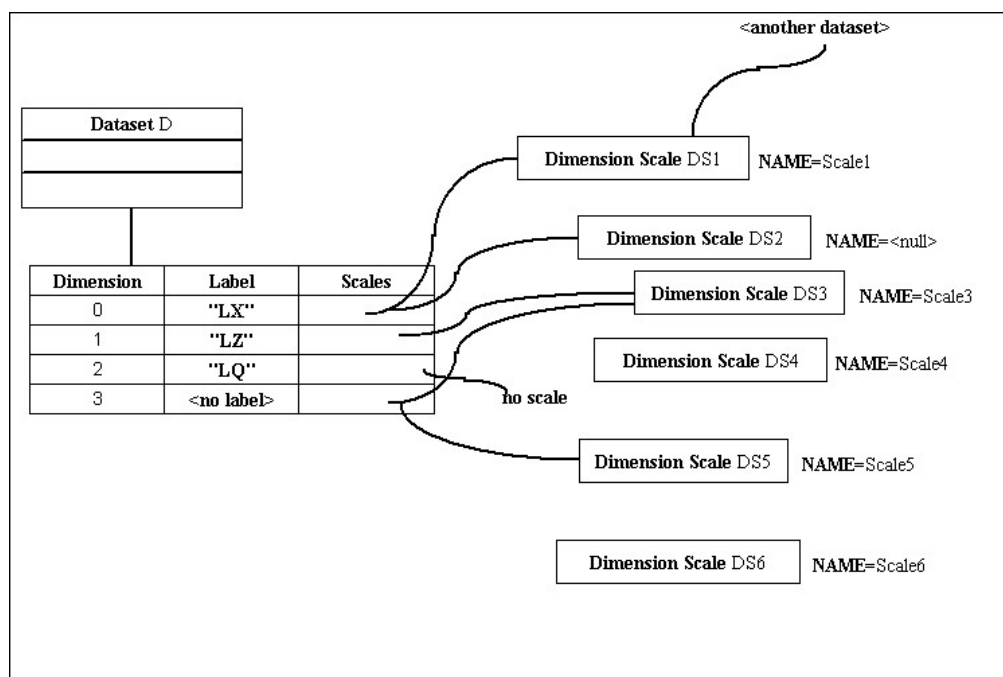 <another dataset>
Dataset D
Dimension Scale DS1
NAME=Scale1
Dimension Scale DS2
NAME=<null>
Dimension Label Scales
Dimension Scale DS3
NAME=Scale3
0 "LX"
1 "LZ"
2 "LQ"
3 <no label>
no scale
Dimension Scale DS4
NAME=Scale4
Dimension Scale DS5
NAME=Scale5
Dimension Scale DS6
NAME=Scale6